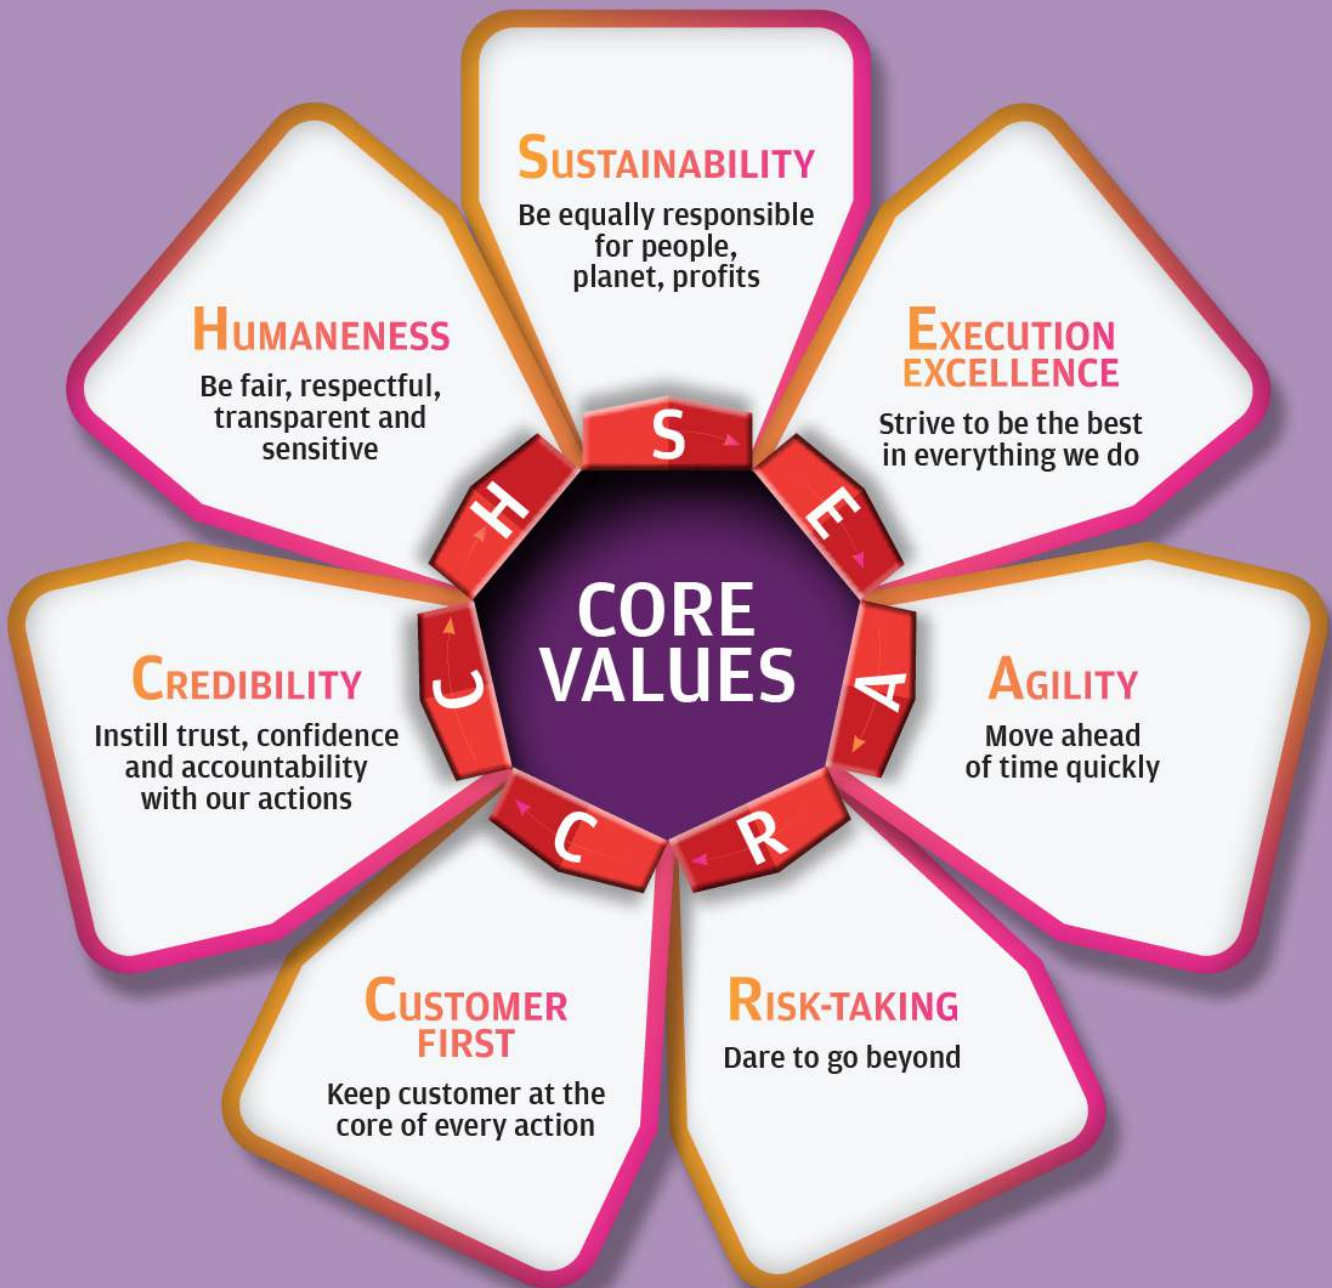 SUSTAINABILITY
Be equally responsible
for people,
planet, profits
EXECUTION
EXCELLENCE
Strive to be the best
in everything we do
AGILITY
Move ahead
of time quickly
RISK-TAKING
Dare to go beyond
CUSTOMER
FIRST
Keep customer at the
core of every action
CREDIBILITY
Instill trust, confidence
and accountability
with our actions
HUMANENESS
Be fair, respectful,
transparent and
sensitive
S
E
A
R
C
C
H
CORE
VALUES